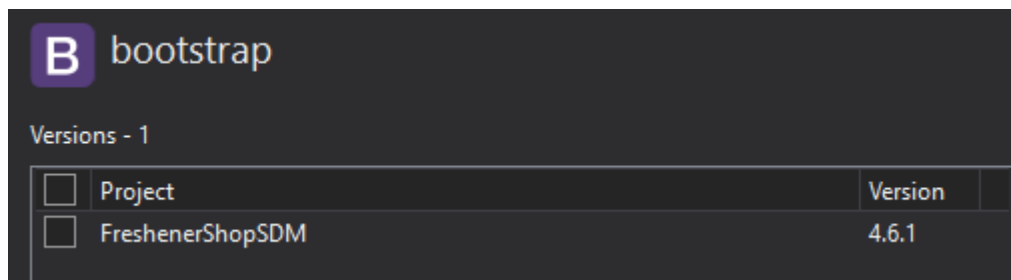 B bootstrap
Versions - 1
Project Version
FreshenerShopSDM 4.6.1